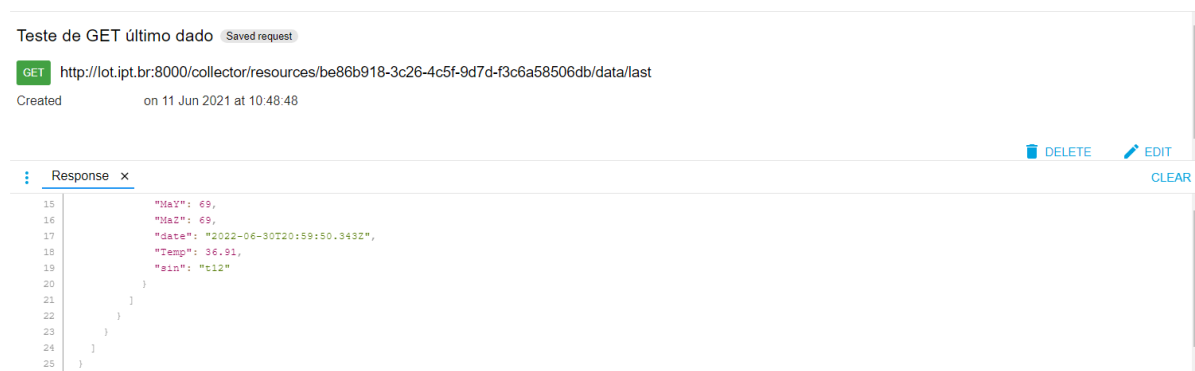 Teste de GET último dado Saved request
GET http://lot.ipt.br:8000/collector/resources/be86b918-3c26-4c5f-9d7d-f3c6a58506db/data/last
Created on 11 Jun 2021 at 10:48:48
DELETE EDIT
Response × CLEAR
15 "MaY": 69,
16 "MaZ": 69,
17 "date": "2022-06-30T20:59:50.343Z",
18 "Temp": 36.91,
19 "sin": "t12"
20 }
21 ]
22 }
23 }
24 ]
25 }